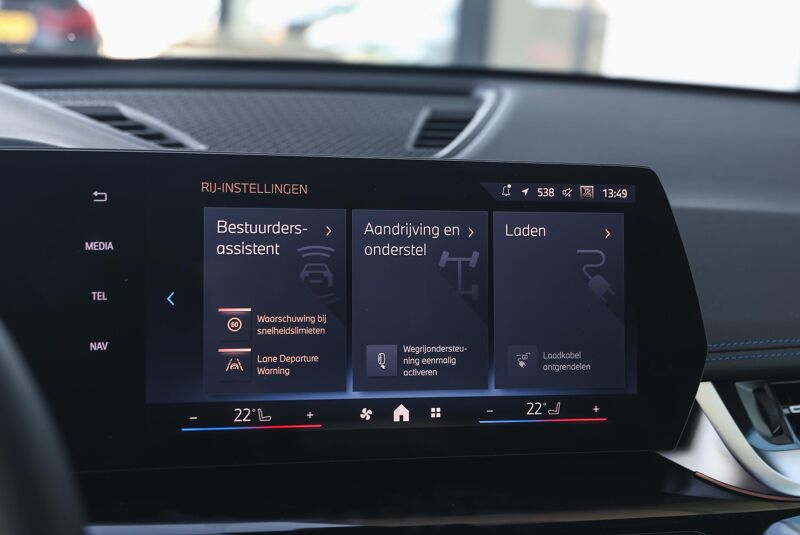 RIJ-INSTELLINGEN
538
13:49
MEDIA
TEL
NAV
Bestuurders-
assistent
60
Waarschuwing bij
snelheidslimieten
Lane Departure
Warning
Aandrijving en
onderstel
Wegrijondersteu-
ning eenmalig
activeren
Laden
Laadkabel
ontgrendelen
- 22° +
- 22° +